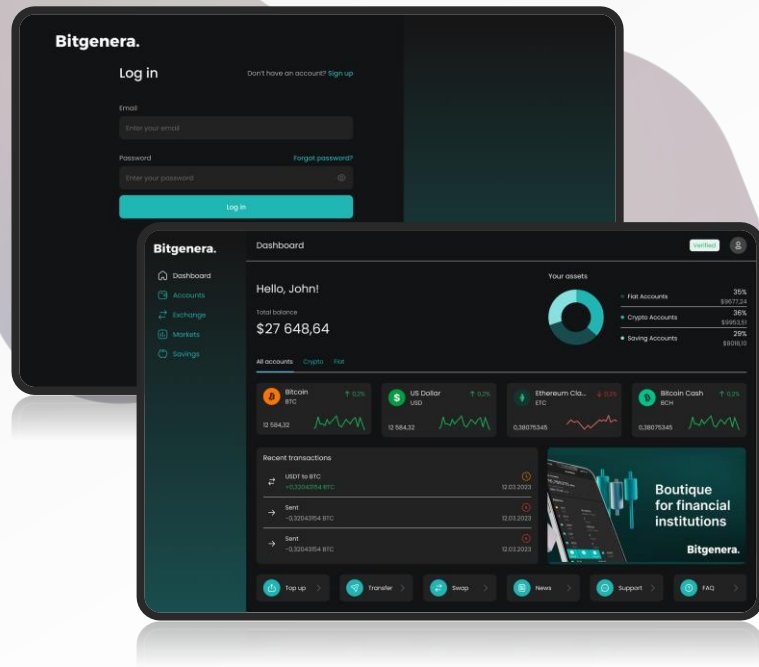 Bitgenera.
Log in
Don't have an account? Sign up
Email
Enter your email
Password
Forgot password?
Enter your password
Log in
Bitgenera.
Dashboard
Verified
Dashboard
Accounts
Exchange
Markets
Savings
Hello, John!
Total balance
$27 648,64
Your assets
Fiat Accounts
35%
$9677,24
Crypto Accounts
36%
$9953,51
Saving Accounts
29%
$8018,10
All accounts
Crypto
Fiat
Bitcoin
BTC
↑ 0,2%
12 584,32
US Dollar
USD
↑ 0,2%
12 584,32
Ethereum Cla...
ETC
↓ 0,2%
0,38075345
Bitcoin Cash
BCH
↑ 0,2%
0,38075345
Recent transactions
USDT to BTC
+0,32043154 BTC
12.03.2023
Sent
-0,32043154 BTC
12.03.2023
Sent
-0,32043154 BTC
12.03.2023
Boutique
for financial
institutions
Bitgenera.
Top up
Transfer
Swap
News
Support
FAQ